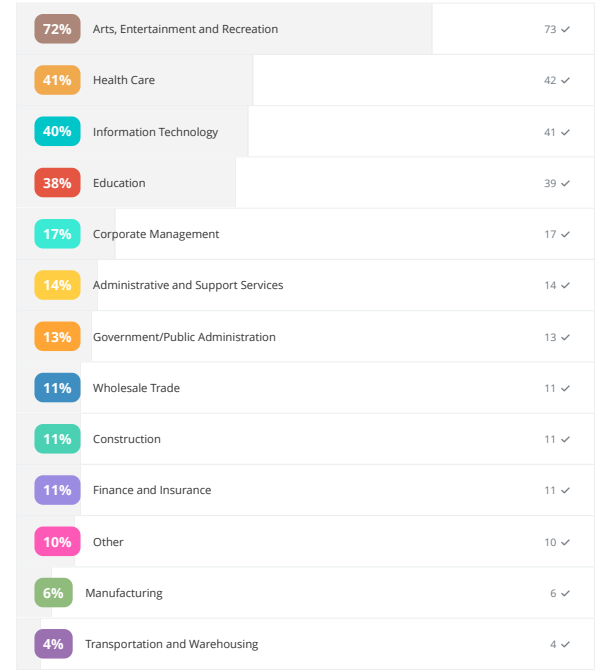 72% Arts, Entertainment and Recreation 73
41% Health Care 42
40% Information Technology 41
38% Education 39
17% Corporate Management 17
14% Administrative and Support Services 14
13% Government/Public Administration 13
11% Wholesale Trade 11
11% Construction 11
11% Finance and Insurance 11
10% Other 10
6% Manufacturing 6
4% Transportation and Warehousing 4